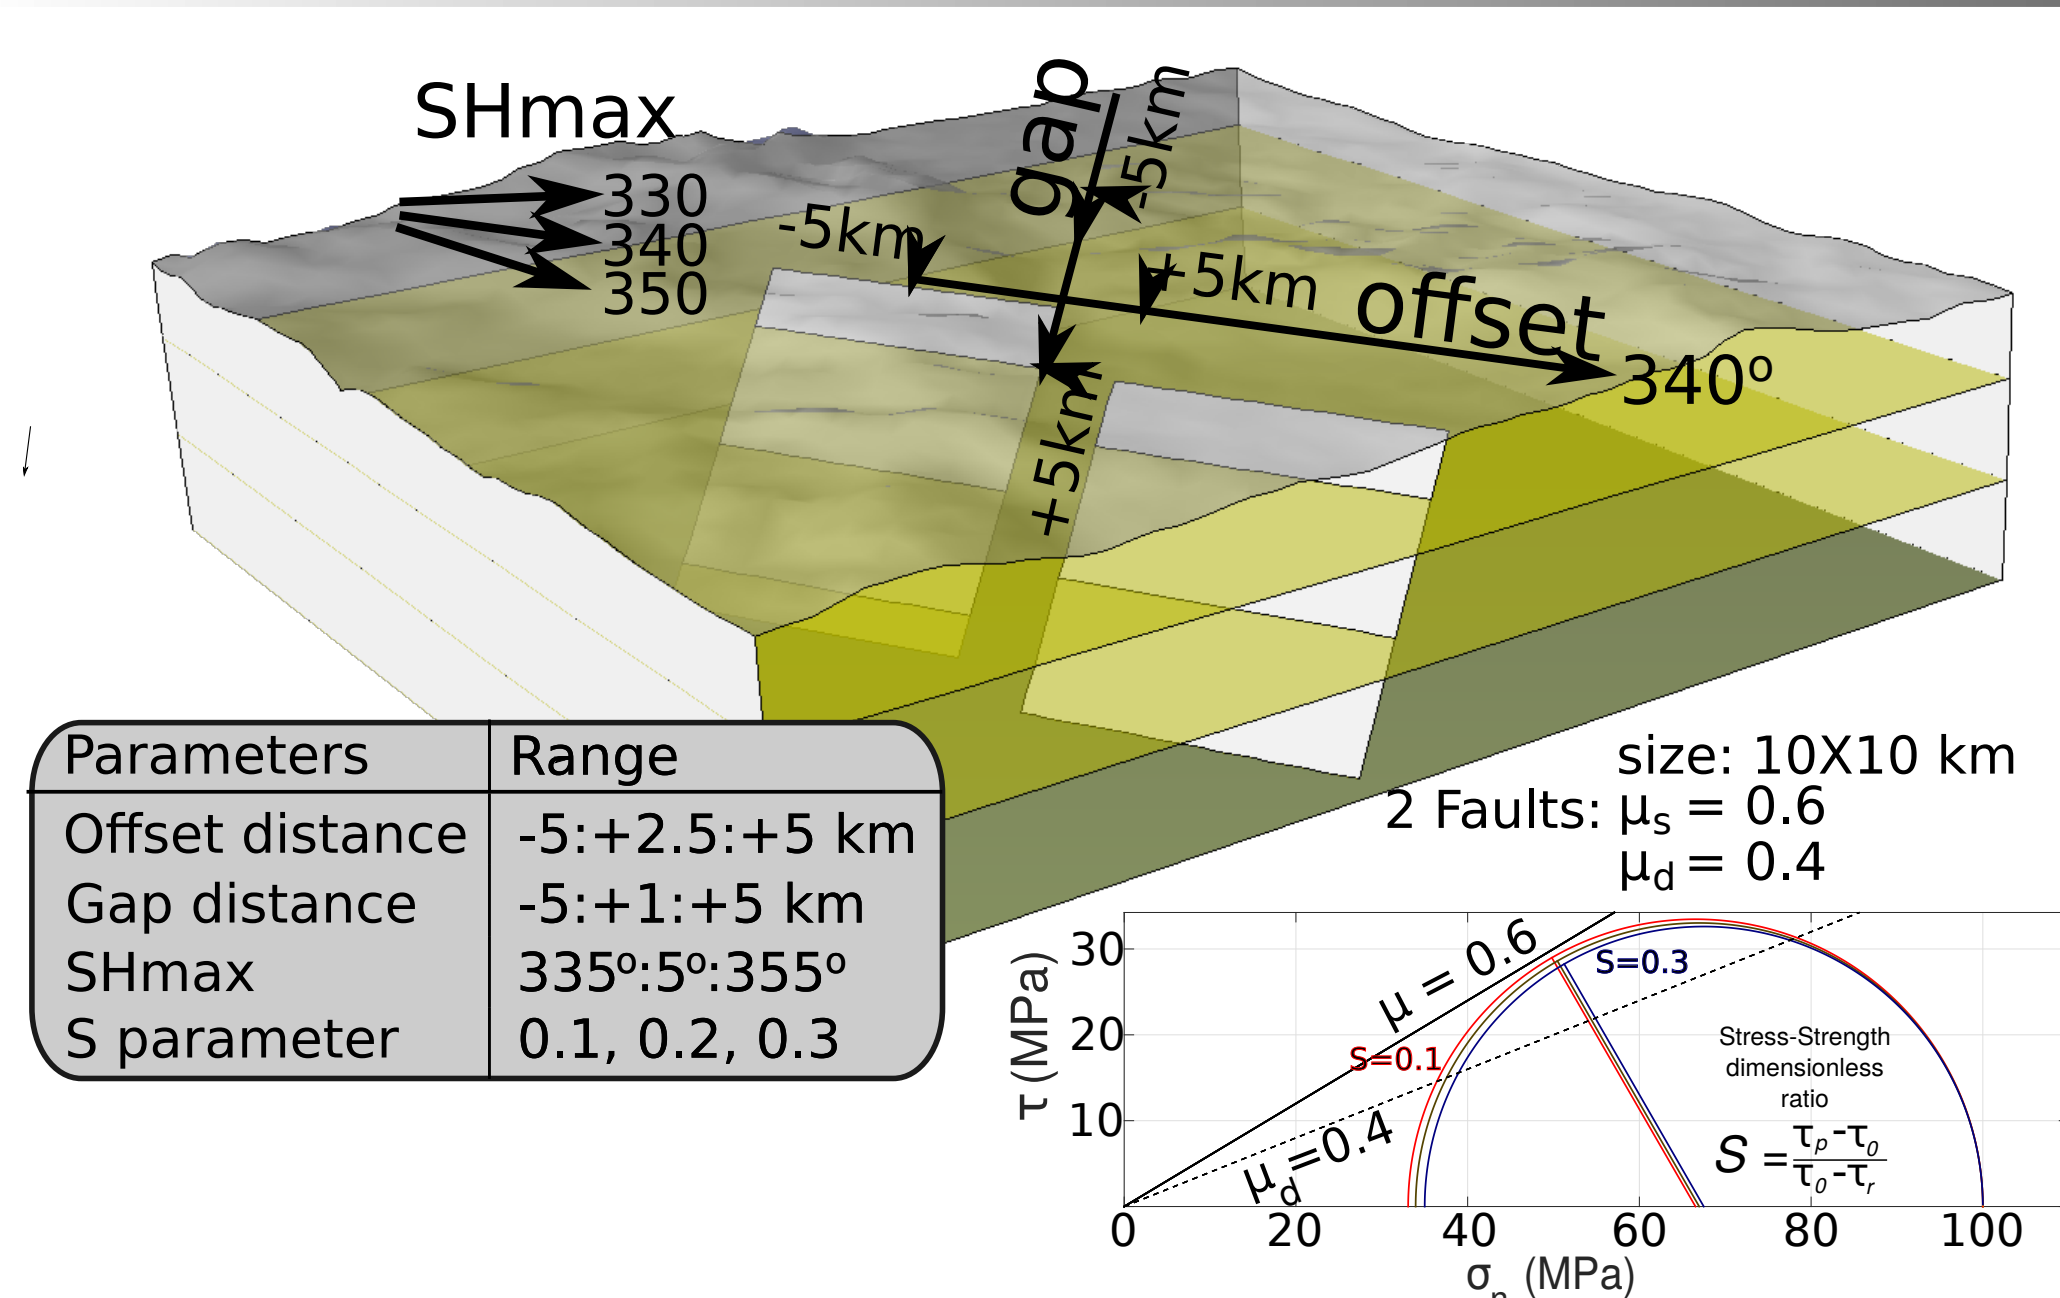 SHmax
330
340
350
gap
-5km
-5km
+5km
offset
340º
+5km
Parameters Range
Offset distance -5:+2.5:+5 km
Gap distance -5:+1:+5 km
SHmax 335º:5º:355º
S parameter 0.1, 0.2, 0.3
size: 10X10 km
2 Faults: μs = 0.6
μd = 0.4
τ (MPa)
30
20
10
μ = 0.6
S=0.3
S=0.1
μd=0.4
Stress-Strength
dimensionless
ratio
S = τp-τ0
τ0-τr
0 20 40 60 80 100
σn (MPa)